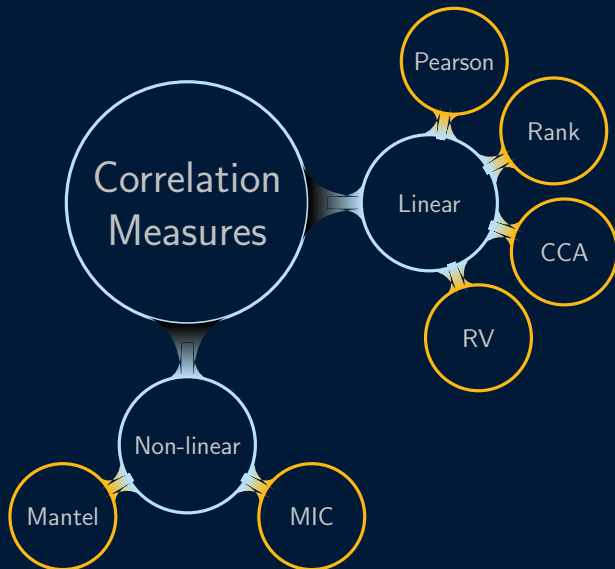 Correlation
Measures
Linear
Pearson
Rank
CCA
RV
Non-linear
Mantel
MIC